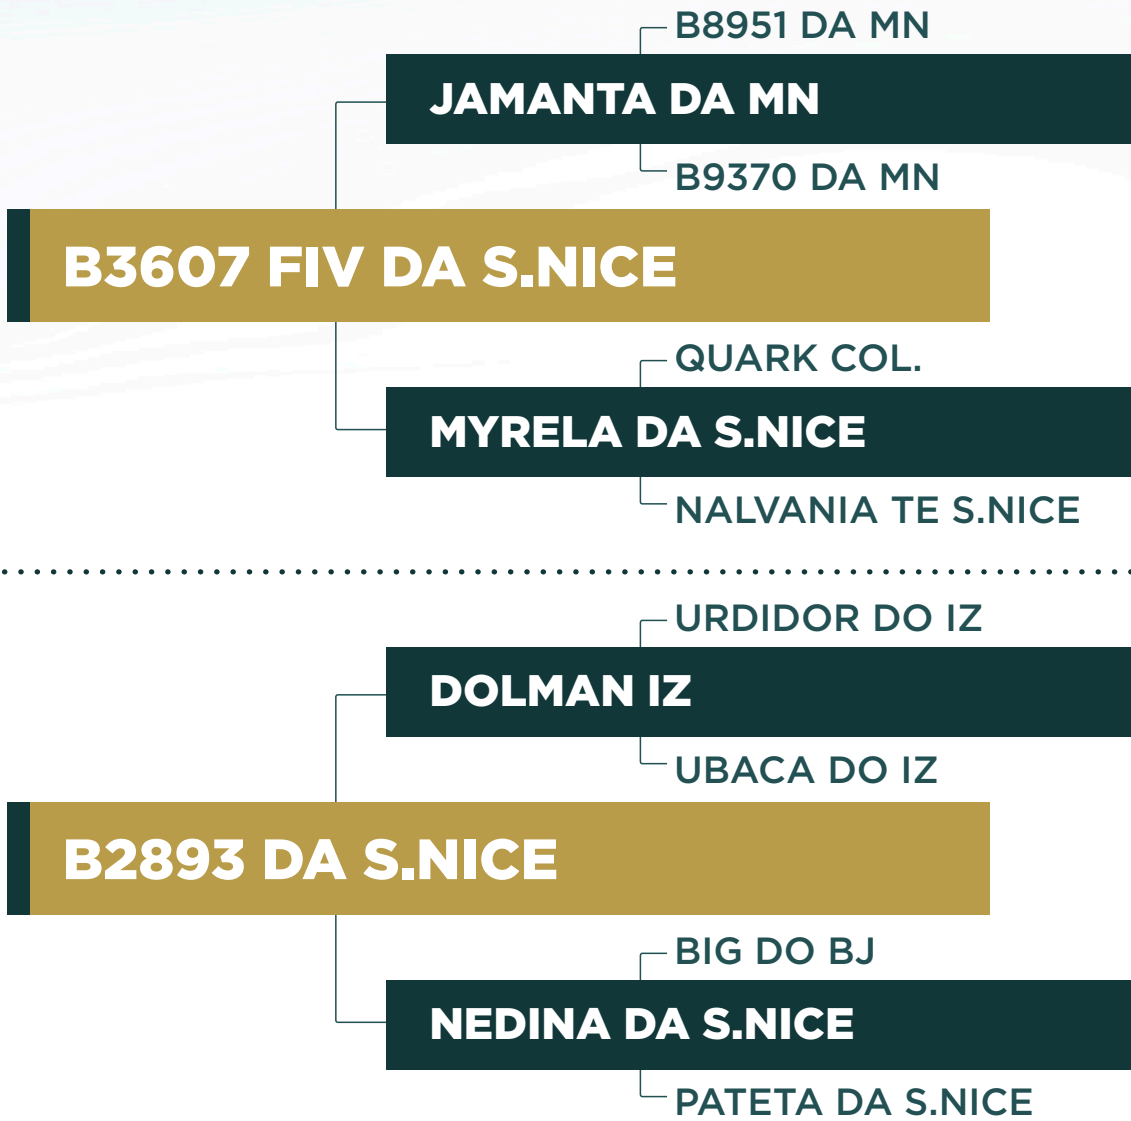 B8951 DA MN
JAMANTA DA MN
B9370 DA MN
B3607 FIV DA S.NICE
QUARK COL.
MYRELA DA S.NICE
NALVANIA TE S.NICE
URDIDOR DO IZ
DOLMAN IZ
UBACA DO IZ
B2893 DA S.NICE
BIG DO BJ
NEDINA DA S.NICE
PATETA DA S.NICE